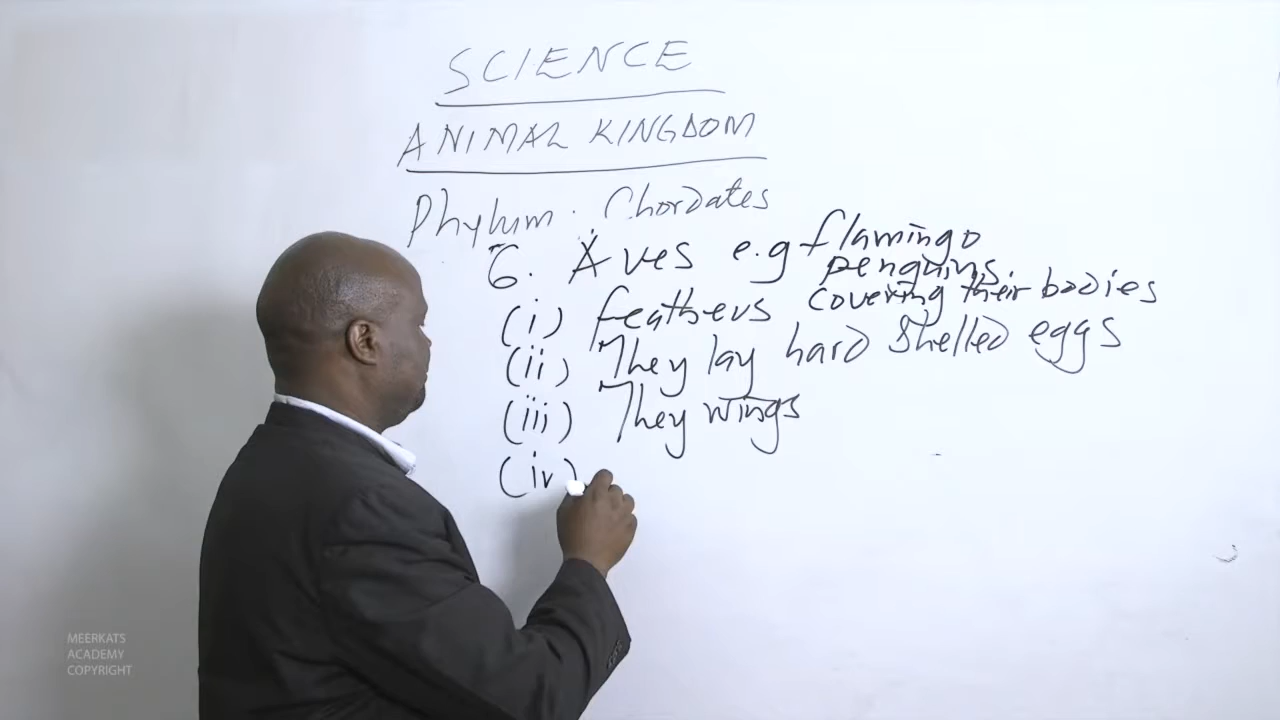 SCIENCE
ANIMAL KINGDOM
Phylum. Chordates
6. Aves e.g flamingo
penguins
(i) feathers covering their bodies
(ii) They lay hard shelled eggs
(iii) They wings
(iv)
MEERKATS
ACADEMY
COPYRIGHT